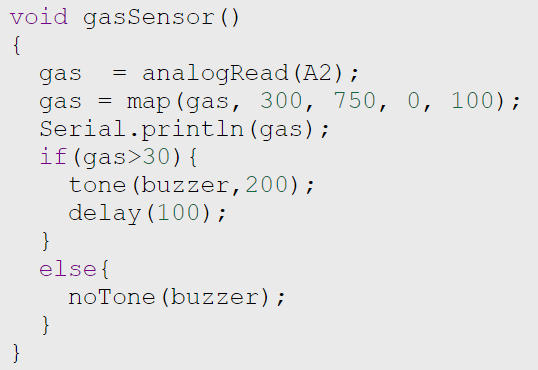 void gasSensor()
{
  gas  = analogRead(A2);
  gas = map(gas, 300, 750, 0, 100);
  Serial.println(gas);
  if(gas>30){
    tone(buzzer,200);
    delay(100);
  }
  else{
    noTone(buzzer);
  }
}